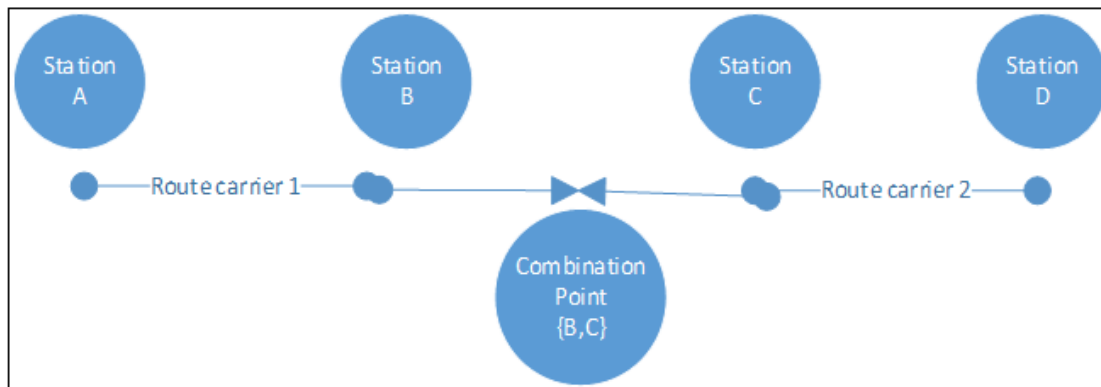 Station
A
Station
B
Station
C
Station
D
Route carrier 1
Route carrier 2
Combination
Point
{B,C}